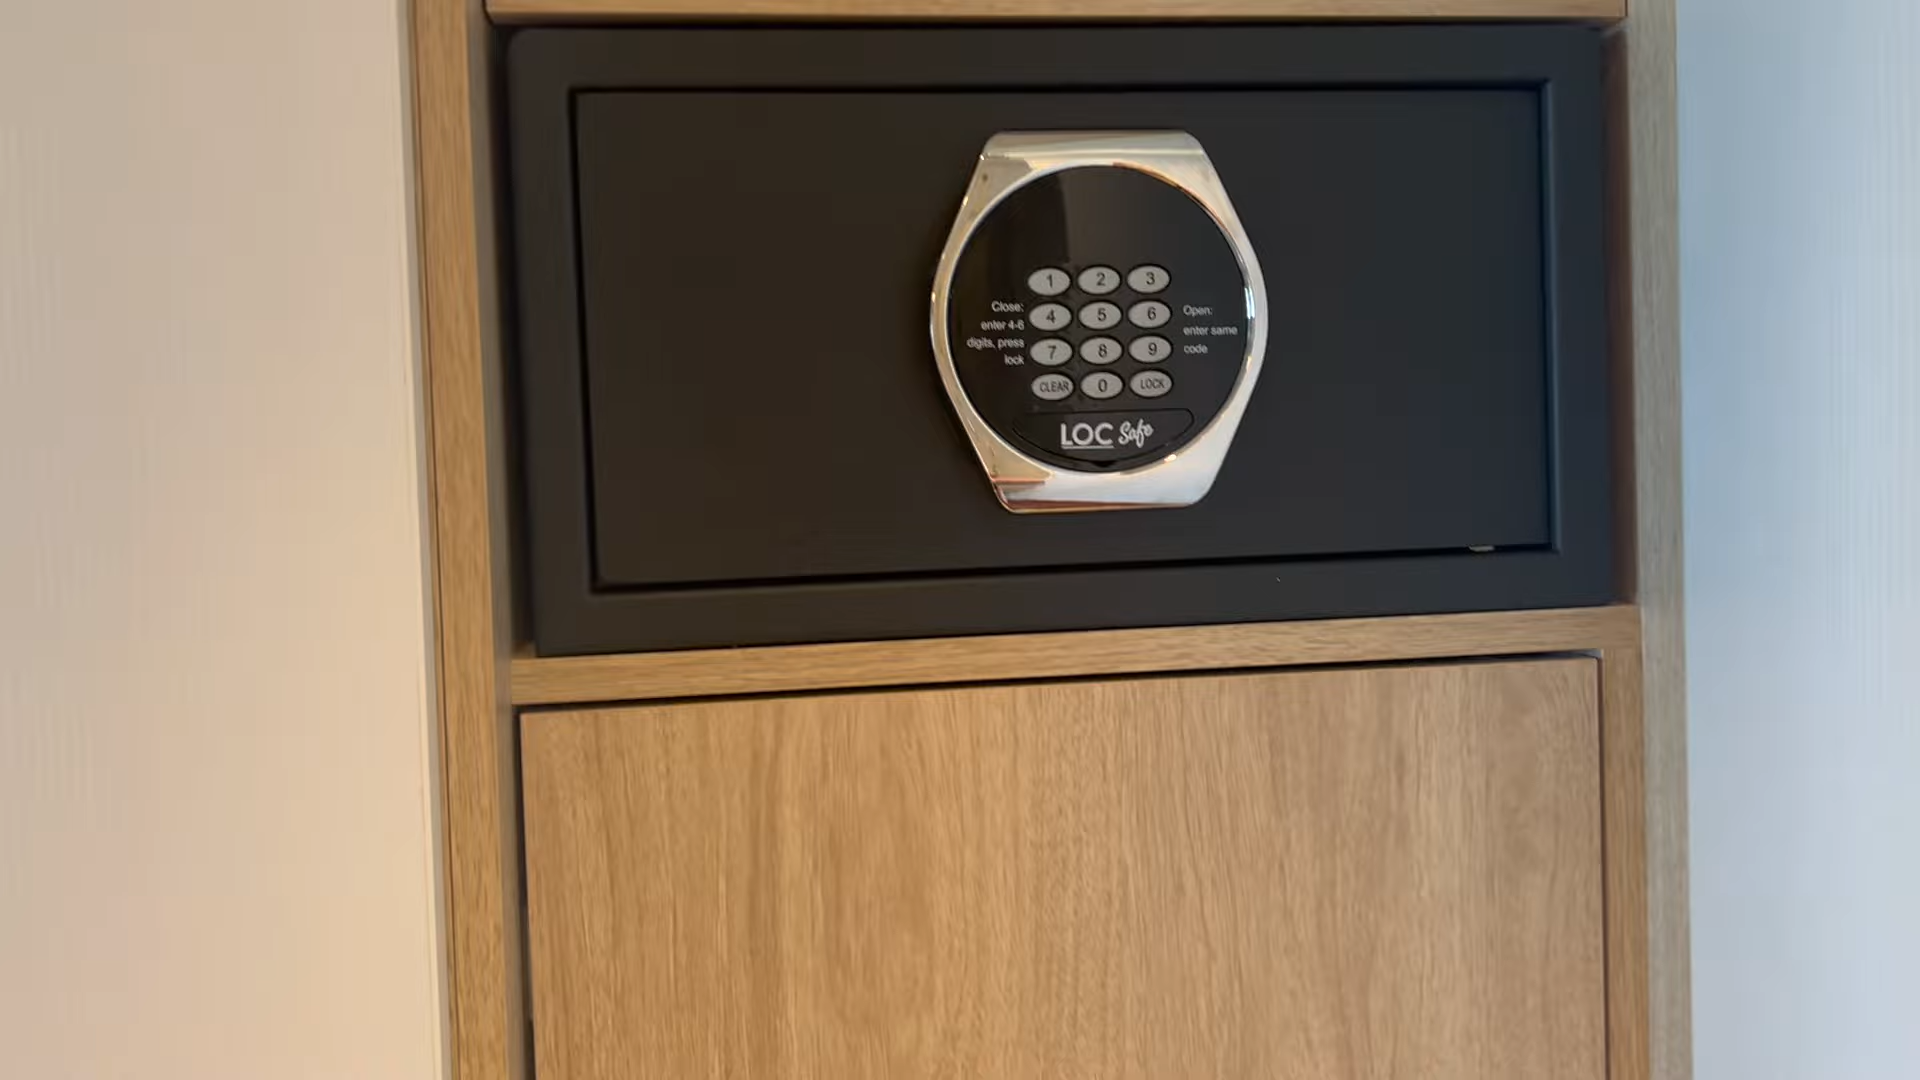 1 2 3
Close:
enter 4-6
digits, press
lock
4 5 6
7 8 9
CLEAR 0 LOCK
Open:
enter same
code
LOC Safe